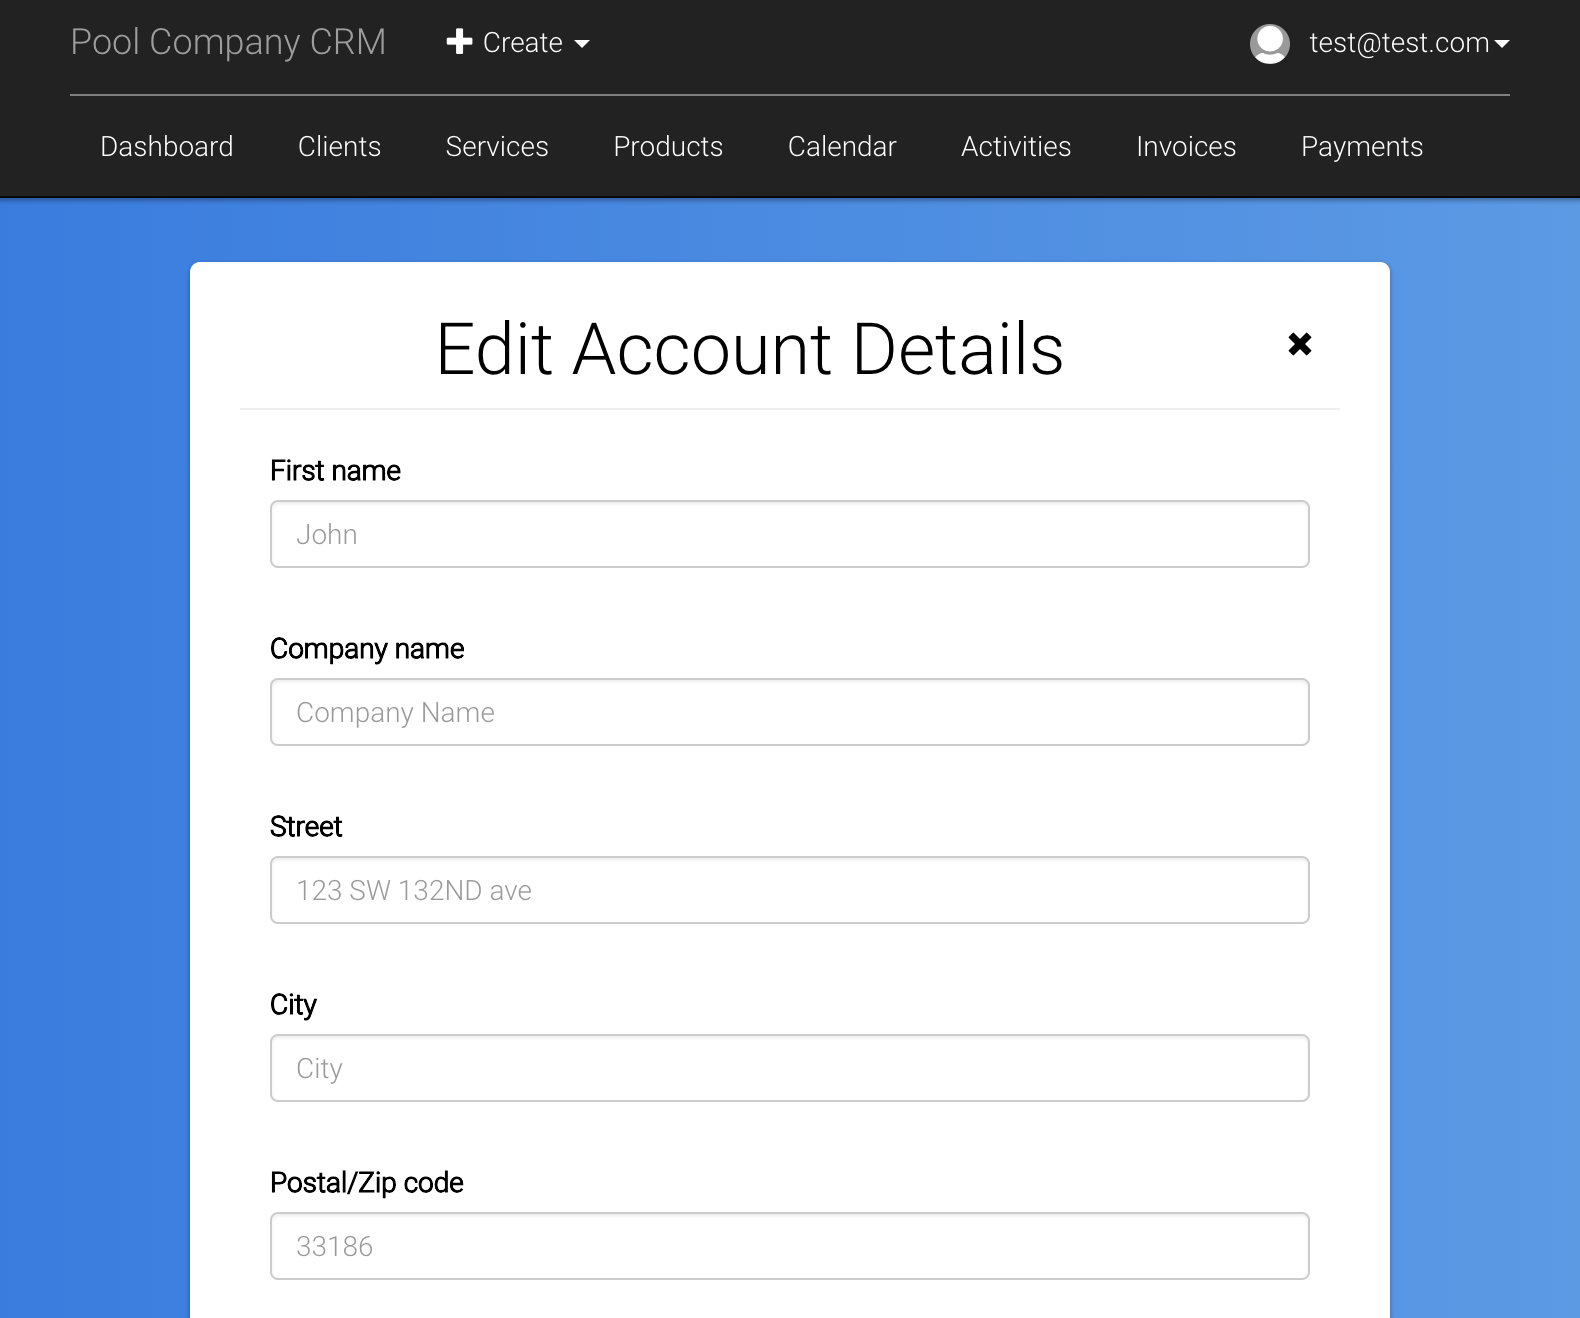 Pool Company CRM Create test@test.com
Dashboard Clients Services Products Calendar Activities Invoices Payments
Edit Account Details
First name
John
Company name
Company Name
Street
123 SW 132ND ave
City
City
Postal/Zip code
33186